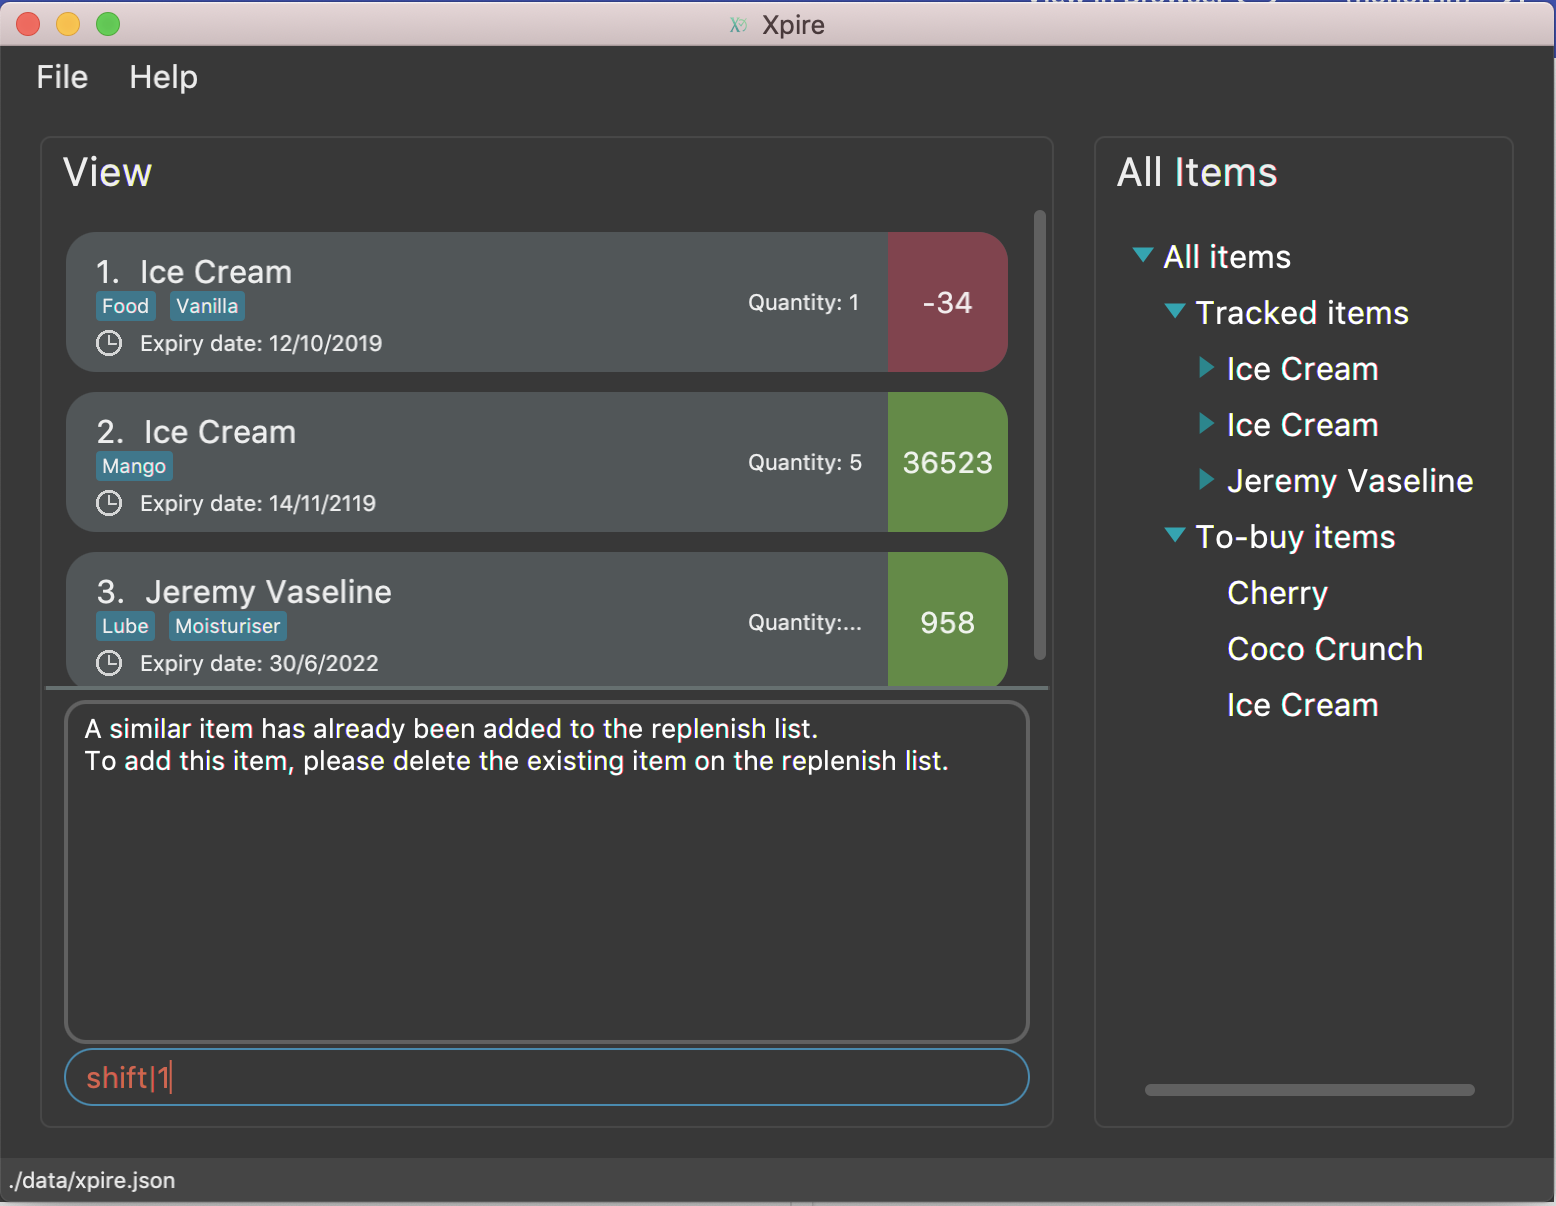 Xpire
File Help
View
1. Ice Cream
Food Vanilla
Quantity: 1
-34
Expiry date: 12/10/2019
2. Ice Cream
Mango
Quantity: 5
36523
Expiry date: 14/11/2119
3. Jeremy Vaseline
Lube Moisturiser
Quantity:...
958
Expiry date: 30/6/2022
A similar item has already been added to the replenish list.
To add this item, please delete the existing item on the replenish list.
shift|1
All Items
All items
Tracked items
Ice Cream
Ice Cream
Jeremy Vaseline
To-buy items
Cherry
Coco Crunch
Ice Cream
./data/xpire.json